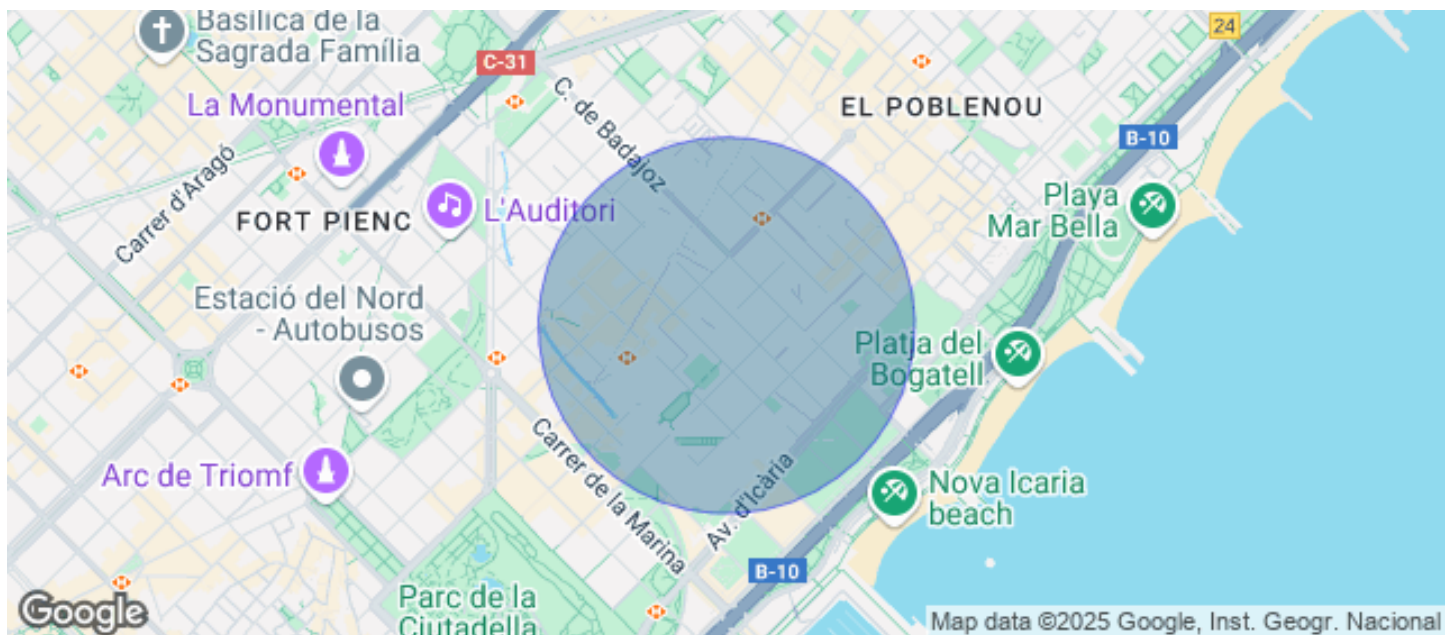 Basílica de la
Sagrada Família
24
C-31
C. de Badajoz
EL POBLENOU
La Monumental
B-10
Carrer d'Aragó
Playa
Mar Bella
FORT PIENC
L'Auditori
Estació del Nord
- Autobusos
Platja del
Bogatell
Arc de Triomf
Carrer de la Marina
Av. d'Icària
Nova Icaria
beach
B-10
Parc de la
Ciutadella
Google
Map data ©2025 Google, Inst. Geogr. Nacional